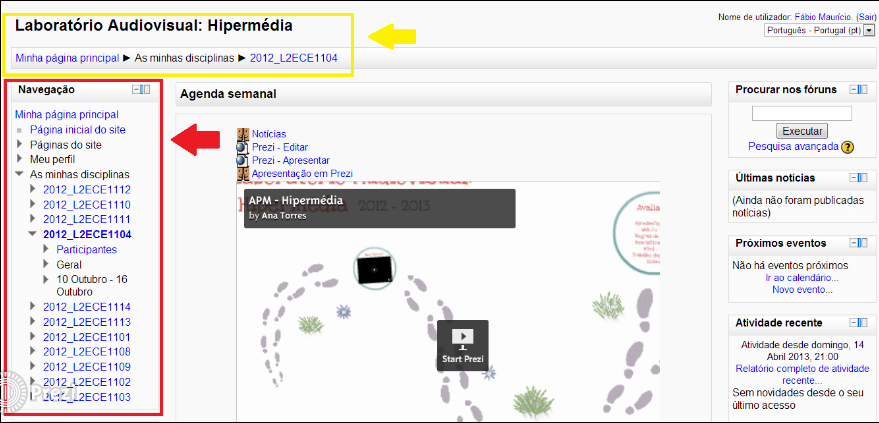 Laboratório Audiovisual: Hipermédia
Nome de utilizador: Fábio Maurício. (Sair)
Português - Portugal (pt)
Minha página principal ► As minhas disciplinas ► 2012_L2ECE1104
Navegação
Minha página principal
Página inicial do site
Páginas do site
Meu perfil
As minhas disciplinas
2012_L2ECE1112
2012_L2ECE1110
2012_L2ECE1111
2012_L2ECE1104
Participantes
Geral
10 Outubro - 16
Outubro
2012_L2ECE1114
2012_L2ECE1113
2012_L2ECE1101
2012_L2ECE1108
2012_L2ECE1109
2012_L2ECE1102
2012_L2ECE1103
Prezi
Agenda semanal
Notícias
Prezi - Editar
Prezi - Apresentar
Apresentação em Prezi
Laboratório Audiovisual:
Hipermédia 2012 - 2013
APM - Hipermédia
by Ana Torres
Start Prezi
Procurar nos fóruns
Executar
Pesquisa avançada ?
Últimas noticias
(Ainda não foram publicadas
notícias)
Próximos eventos
Não há eventos próximos
Ir ao calendário...
Novo evento...
Atividade recente
Atividade desde domingo, 14
Abril 2013, 21:00
Relatório completo de atividade
recente...
Sem novidades desde o seu
último acesso